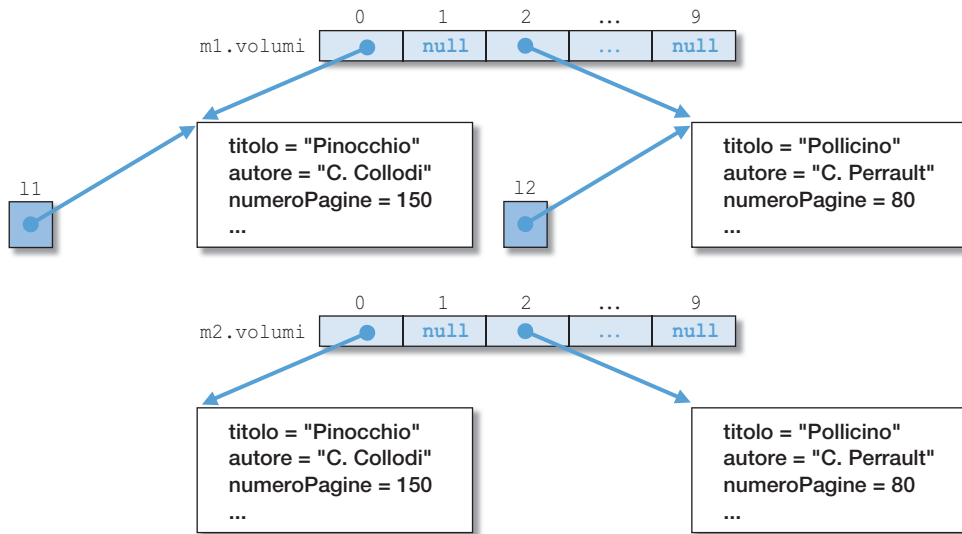 0 1 2 ... 9
m1.volumi null ... null
titolo = "Pinocchio"
autore = "C. Collodi"
numeroPagine = 150
...
titolo = "Pollicino"
autore = "C. Perrault"
numeroPagine = 80
...
l1
l2
0 1 2 ... 9
m2.volumi null ... null
titolo = "Pinocchio"
autore = "C. Collodi"
numeroPagine = 150
...
titolo = "Pollicino"
autore = "C. Perrault"
numeroPagine = 80
...